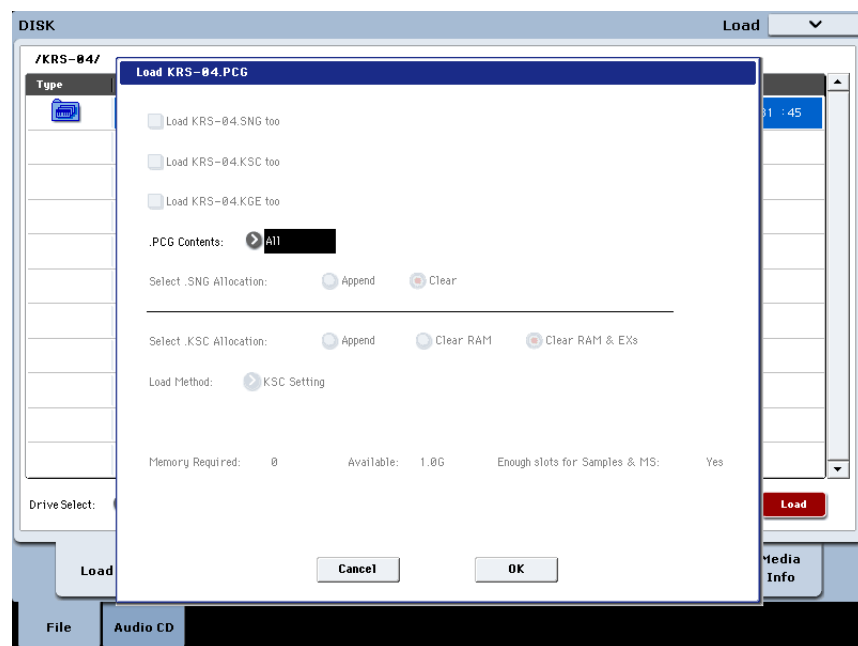 DISK Load
/KRS-04/
Load KRS-04.PCG
Type
31 :45
Load KRS-04.SNG too
Load KRS-04.KSC too
Load KRS-04.KGE too
.PCG Contents: All
Select .SNG Allocation: Append Clear
Select .KSC Allocation: Append Clear RAM Clear RAM & EXs
Load Method: KSC Setting
Memory Required: 0 Available: 1.0G Enough slots for Samples & MS: Yes
Drive Select: Load
Cancel OK
Load Media
Info
File Audio CD